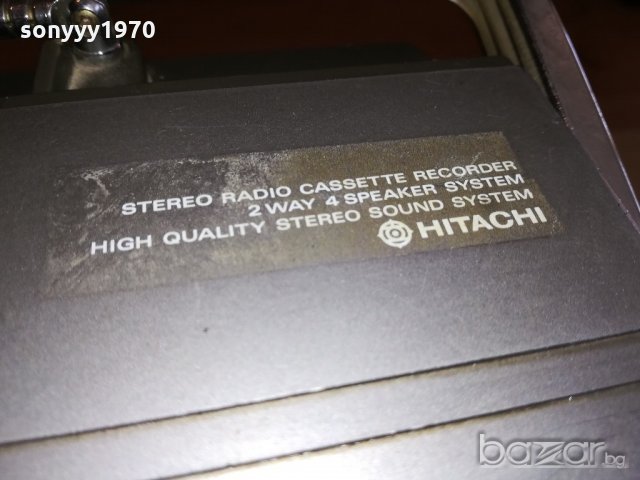 sonyyy1970
STEREO RADIO CASSETTE RECORDER
2 WAY 4 SPEAKER SYSTEM
HIGH QUALITY STEREO SOUND SYSTEM
HITACHI
bazar.bg